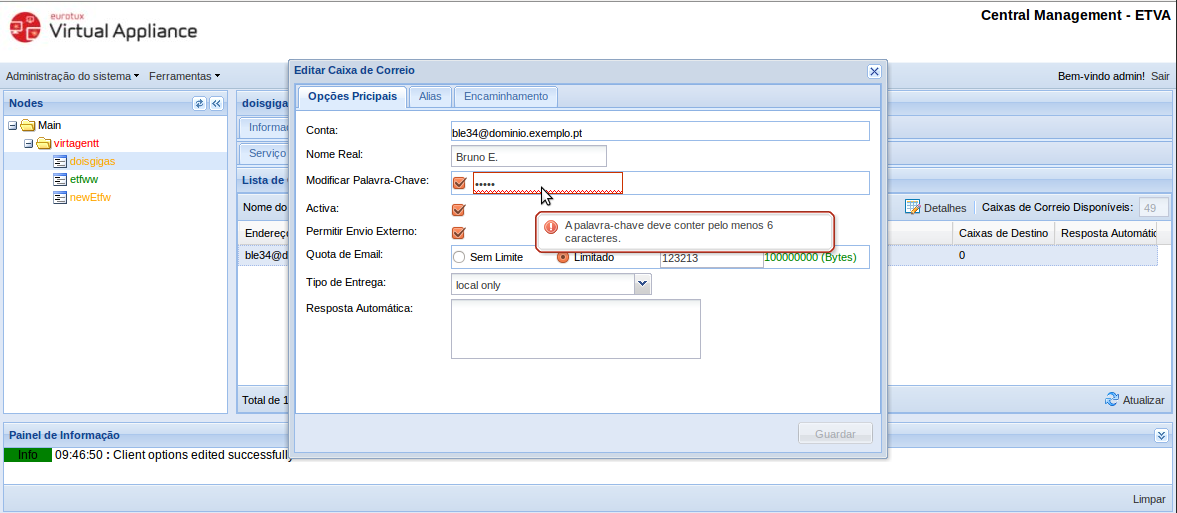 eurotux
Virtual Appliance
Central Management - ETVA
Administração do sistema Ferramentas
Bem-vindo admin! Sair
Nodes
Main
virtagentt
doisgigas
etfww
newEtfw
doisgiga
Informaç
Serviço
Lista de
Nome do
Detalhes Caixas de Correio Disponíveis: 49
Endereço Caixas de Destino Resposta Automátic
ble34@d 0
Total de 1
Atualizar
Editar Caixa de Correio
Opções Pricipais Alias Encaminhamento
Conta: ble34@dominio.exemplo.pt
Nome Real: Bruno E.
Modificar Palavra-Chave: •••••
Activa:
A palavra-chave deve conter pelo menos 6
caracteres.
Permitir Envio Externo:
Quota de Email: Sem Limite Limitado 123213 100000000 (Bytes)
Tipo de Entrega: local only
Resposta Automática:
Guardar
Painel de Informação
Info 09:46:50 : Client options edited successfully
Limpar